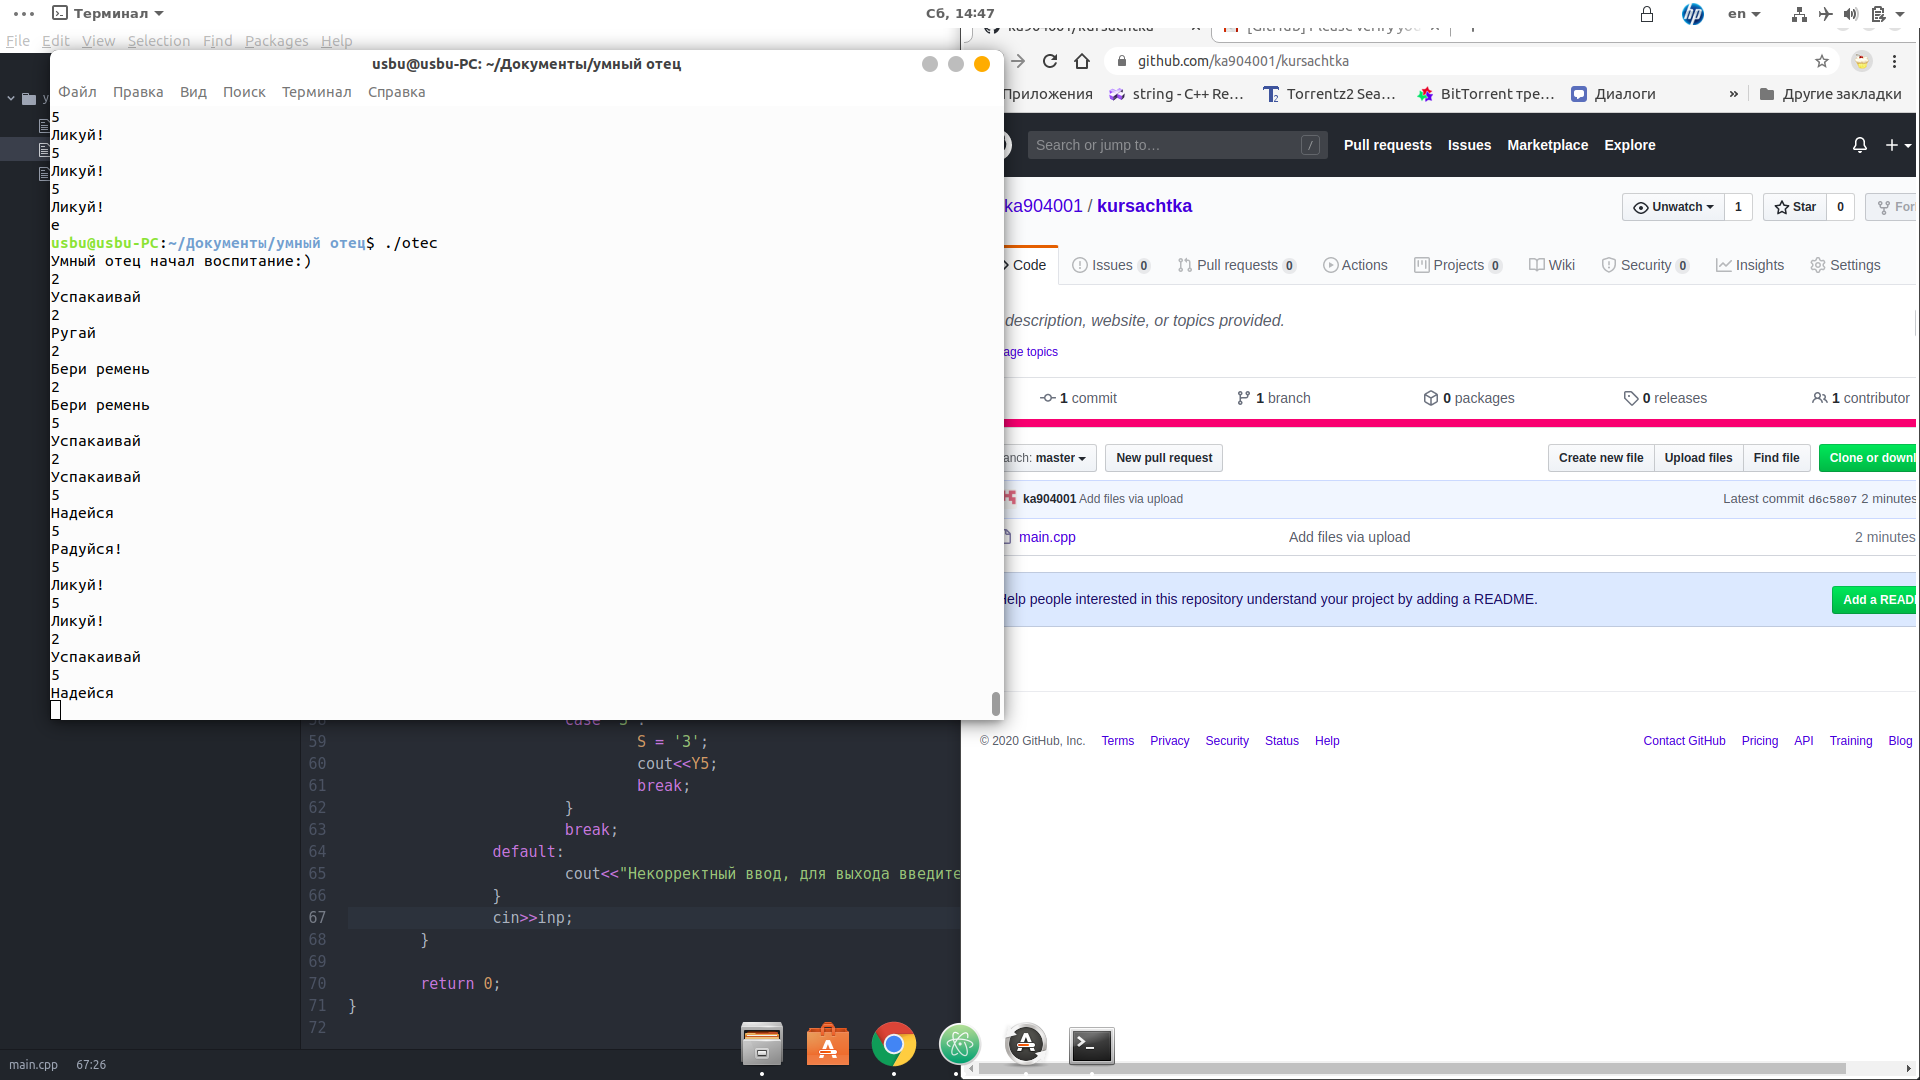 Терминал
Сб, 14:47
en
File Edit View Selection Find Packages Help
usbu@usbu-PC: ~/Документы/умный отец
Файл Правка Вид Поиск Терминал Справка
5
Ликуй!
5
Ликуй!
5
Ликуй!
e
usbu@usbu-PC:~/Документы/умный отец$ ./otec
Умный отец начал воспитание:)
2
Успакаивай
2
Ругай
2
Бери ремень
2
Бери ремень
5
Успакаивай
2
Успакаивай
5
Надейся
5
Радуйся!
5
Ликуй!
5
Ликуй!
2
Успакаивай
5
Надейся
59 S = '3';
60 cout<<Y5;
61 break;
62 }
63 break;
64 default:
65 cout<<"Некорректный ввод, для выхода введите
66 }
67 cin>>inp;
68 }
69
70 return 0;
71 }
72
main.cpp 67:26
github.com/ka904001/kursachtka
Приложения string - C++ Re… Torrentz2 Sea… BitTorrent тре… Диалоги » Другие закладки
Search or jump to… / Pull requests Issues Marketplace Explore
ka904001 / kursachtka
Unwatch 1 Star 0 For
Code Issues 0 Pull requests 0 Actions Projects 0 Wiki Security 0 Insights Settings
description, website, or topics provided.
age topics
1 commit 1 branch 0 packages 0 releases 1 contributor
anch: master New pull request Create new file Upload files Find file Clone or downl
ka904001 Add files via upload Latest commit d6c5807 2 minutes
main.cpp Add files via upload 2 minutes
Help people interested in this repository understand your project by adding a README. Add a READ
© 2020 GitHub, Inc. Terms Privacy Security Status Help Contact GitHub Pricing API Training Blog